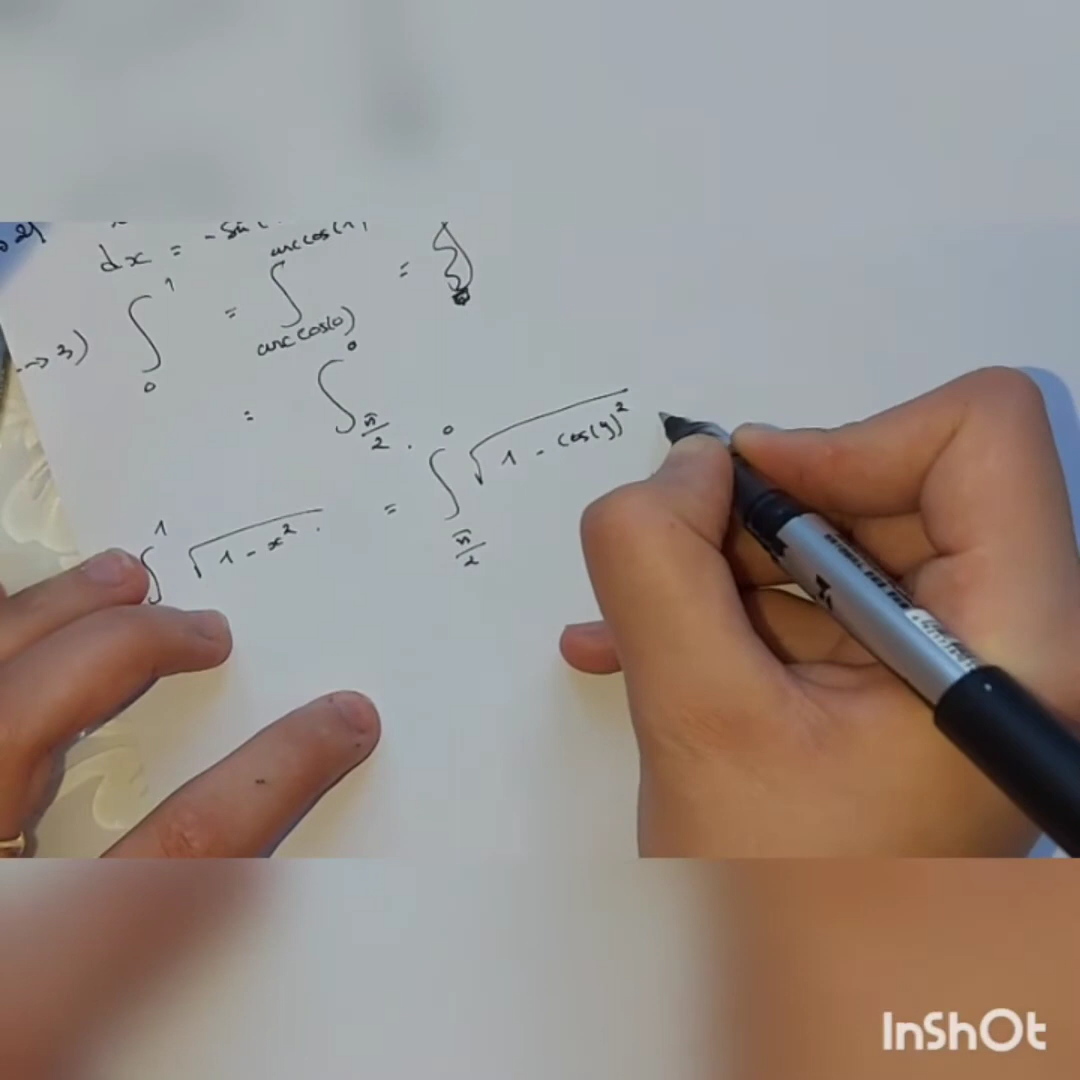 dx = - sin(
--> 3) ∫₀¹ = ∫_{arccos(0)}^{arccos(1)} =
= ∫_{π/2}^{0}
∫¹ √(1 - x²) = ∫_{π/2}^{0} √(1 - cos(y)²)
InShOt